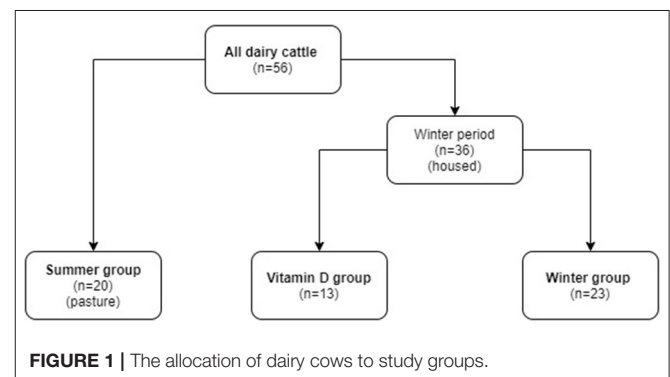 All dairy cattle
(n=56)
Winter period
(n=36)
(housed)
Summer group
(n=20)
(pasture)
Vitamin D group
(n=13)
Winter group
(n=23)
FIGURE 1 | The allocation of dairy cows to study groups.